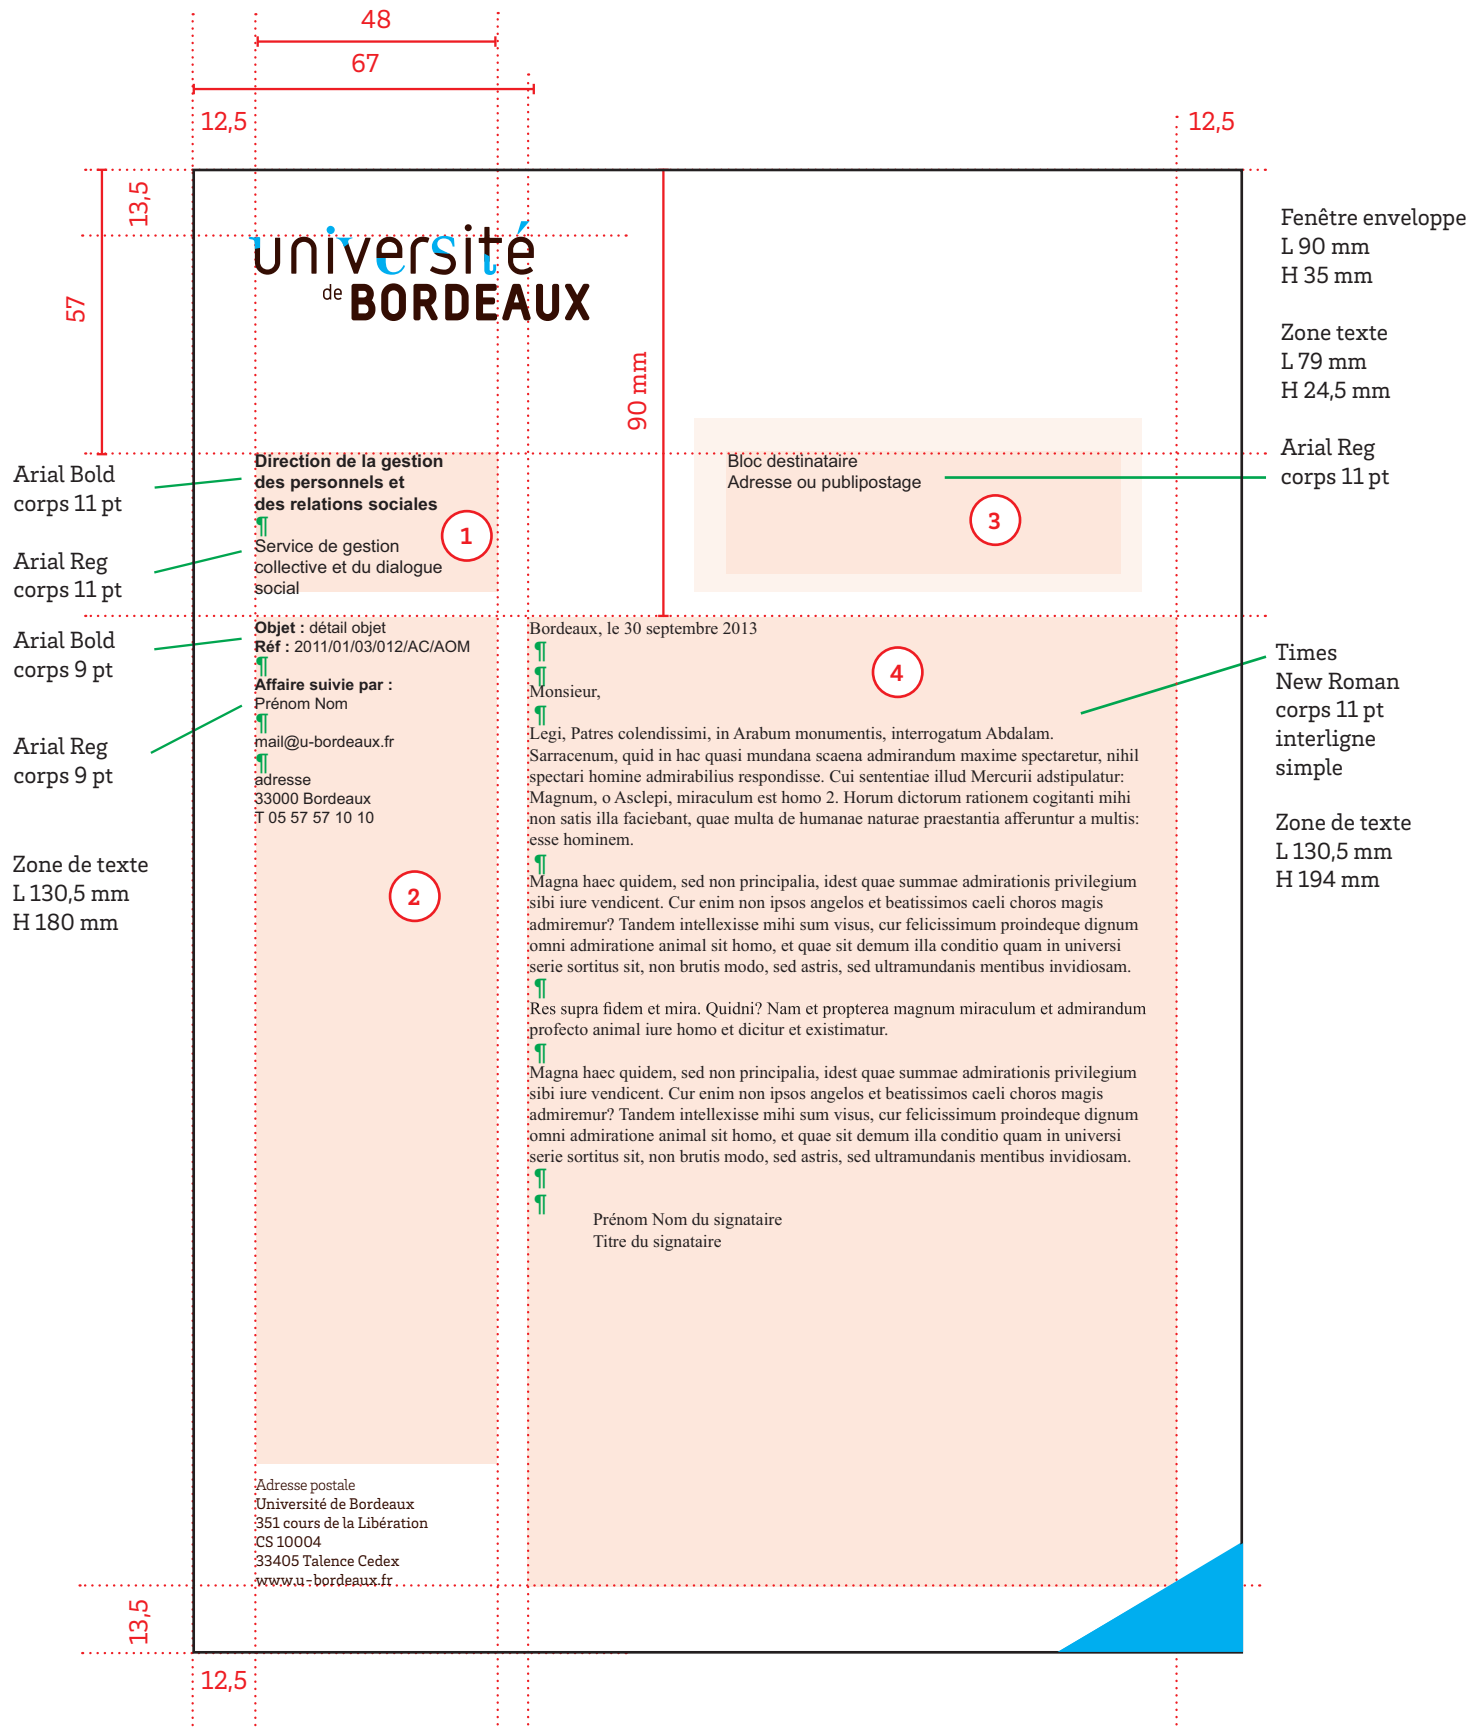 48
67
12,5
12,5
13,5
57
université
de BORDEAUX
90 mm
Fenêtre enveloppe
L 90 mm
H 35 mm
Zone texte
L 79 mm
H 24,5 mm
Arial Reg
corps 11 pt
Arial Bold
corps 11 pt
Arial Reg
corps 11 pt
Direction de la gestion
des personnels et
des relations sociales
¶
Service de gestion
collective et du dialogue
social
1
Bloc destinataire
Adresse ou publipostage
3
Arial Bold
corps 9 pt
Arial Reg
corps 9 pt
Zone de texte
L 130,5 mm
H 180 mm
Objet : détail objet
Réf : 2011/01/03/012/AC/AOM
¶
Affaire suivie par :
Prénom Nom
¶
mail@u-bordeaux.fr
¶
adresse
33000 Bordeaux
T 05 57 57 10 10
2
Bordeaux, le 30 septembre 2013
¶
¶
4
Monsieur,
¶
Legi, Patres colendissimi, in Arabum monumentis, interrogatum Abdalam.
Sarracenum, quid in hac quasi mundana scaena admirandum maxime spectaretur, nihil
spectari homine admirabilius respondisse. Cui sententiae illud Mercurii adstipulatur:
Magnum, o Asclepi, miraculum est homo 2. Horum dictorum rationem cogitanti mihi
non satis illa faciebant, quae multa de humanae naturae praestantia afferuntur a multis:
esse hominem.
¶
Magna haec quidem, sed non principalia, idest quae summae admirationis privilegium
sibi iure vendicent. Cur enim non ipsos angelos et beatissimos caeli choros magis
admiremur? Tandem intellexisse mihi sum visus, cur felicissimum proindeque dignum
omni admiratione animal sit homo, et quae sit demum illa conditio quam in universi
serie sortitus sit, non brutis modo, sed astris, sed ultramundanis mentibus invidiosam.
¶
Res supra fidem et mira. Quidni? Nam et propterea magnum miraculum et admirandum
profecto animal iure homo et dicitur et existimatur.
¶
Magna haec quidem, sed non principalia, idest quae summae admirationis privilegium
sibi iure vendicent. Cur enim non ipsos angelos et beatissimos caeli choros magis
admiremur? Tandem intellexisse mihi sum visus, cur felicissimum proindeque dignum
omni admiratione animal sit homo, et quae sit demum illa conditio quam in universi
serie sortitus sit, non brutis modo, sed astris, sed ultramundanis mentibus invidiosam.
¶
¶
Prénom Nom du signataire
Titre du signataire
Times
New Roman
corps 11 pt
interligne
simple
Zone de texte
L 130,5 mm
H 194 mm
Adresse postale
Université de Bordeaux
351 cours de la Libération
CS 10004
33405 Talence Cedex
www.u-bordeaux.fr
13,5
12,5